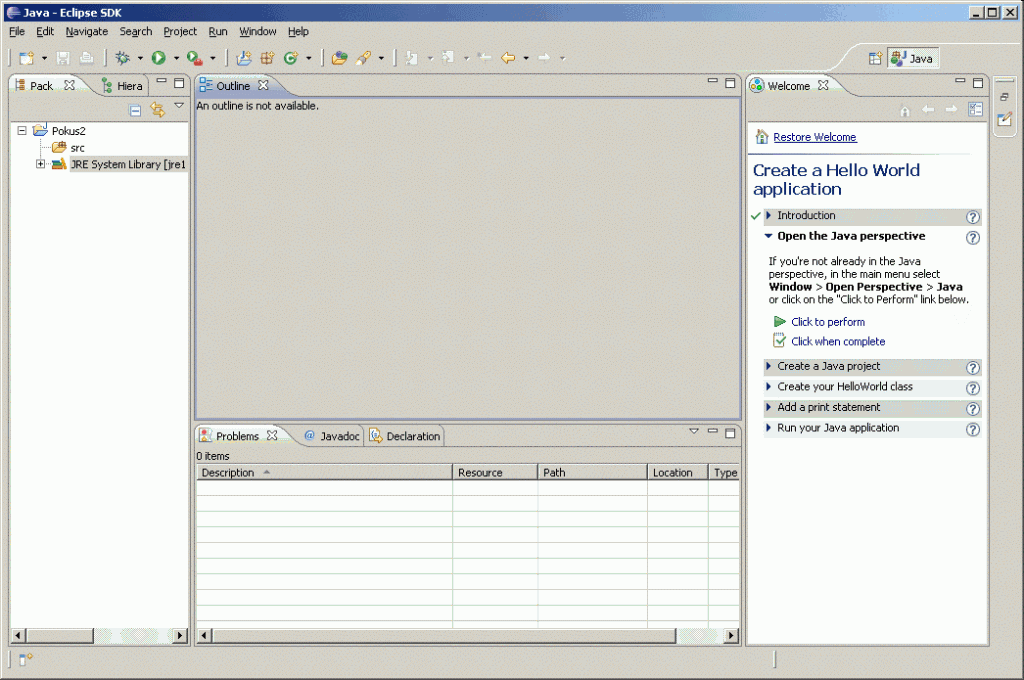 Java - Eclipse SDK
File Edit Navigate Search Project Run Window Help
Java
Pack Hiera
Pokus2
src
JRE System Library [jre1
Outline
An outline is not available.
Problems Javadoc Declaration
0 items
Description Resource Path Location Type
Welcome
Restore Welcome
Create a Hello World
application
Introduction
Open the Java perspective
If you're not already in the Java
perspective, in the main menu select
Window > Open Perspective > Java
or click on the "Click to Perform" link below.
Click to perform
Click when complete
Create a Java project
Create your HelloWorld class
Add a print statement
Run your Java application